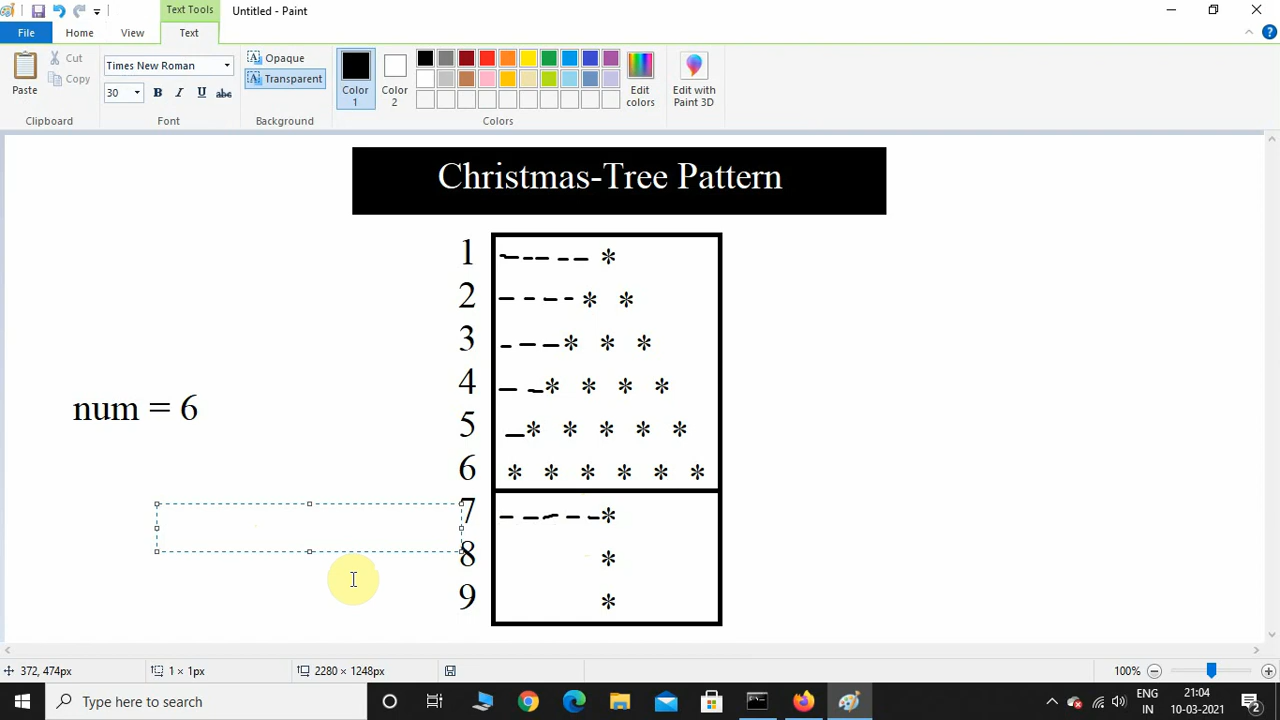 Text Tools
Untitled - Paint
File
Home
View
Text
Paste
Cut
Copy
Clipboard
Times New Roman
30
B I U abc
Font
Opaque
Transparent
Background
Color 1
Color 2
Edit colors
Colors
Edit with Paint 3D
Christmas-Tree Pattern
num = 6
1 ----- *
2 ---- * *
3 --- * * *
4 -- * * * *
5 - * * * * *
6 * * * * * *
7 ----- *
8 *
9 *
372, 474px
1 × 1px
2280 × 1248px
100%
Type here to search
ENG
IN
21:04
10-03-2021
2